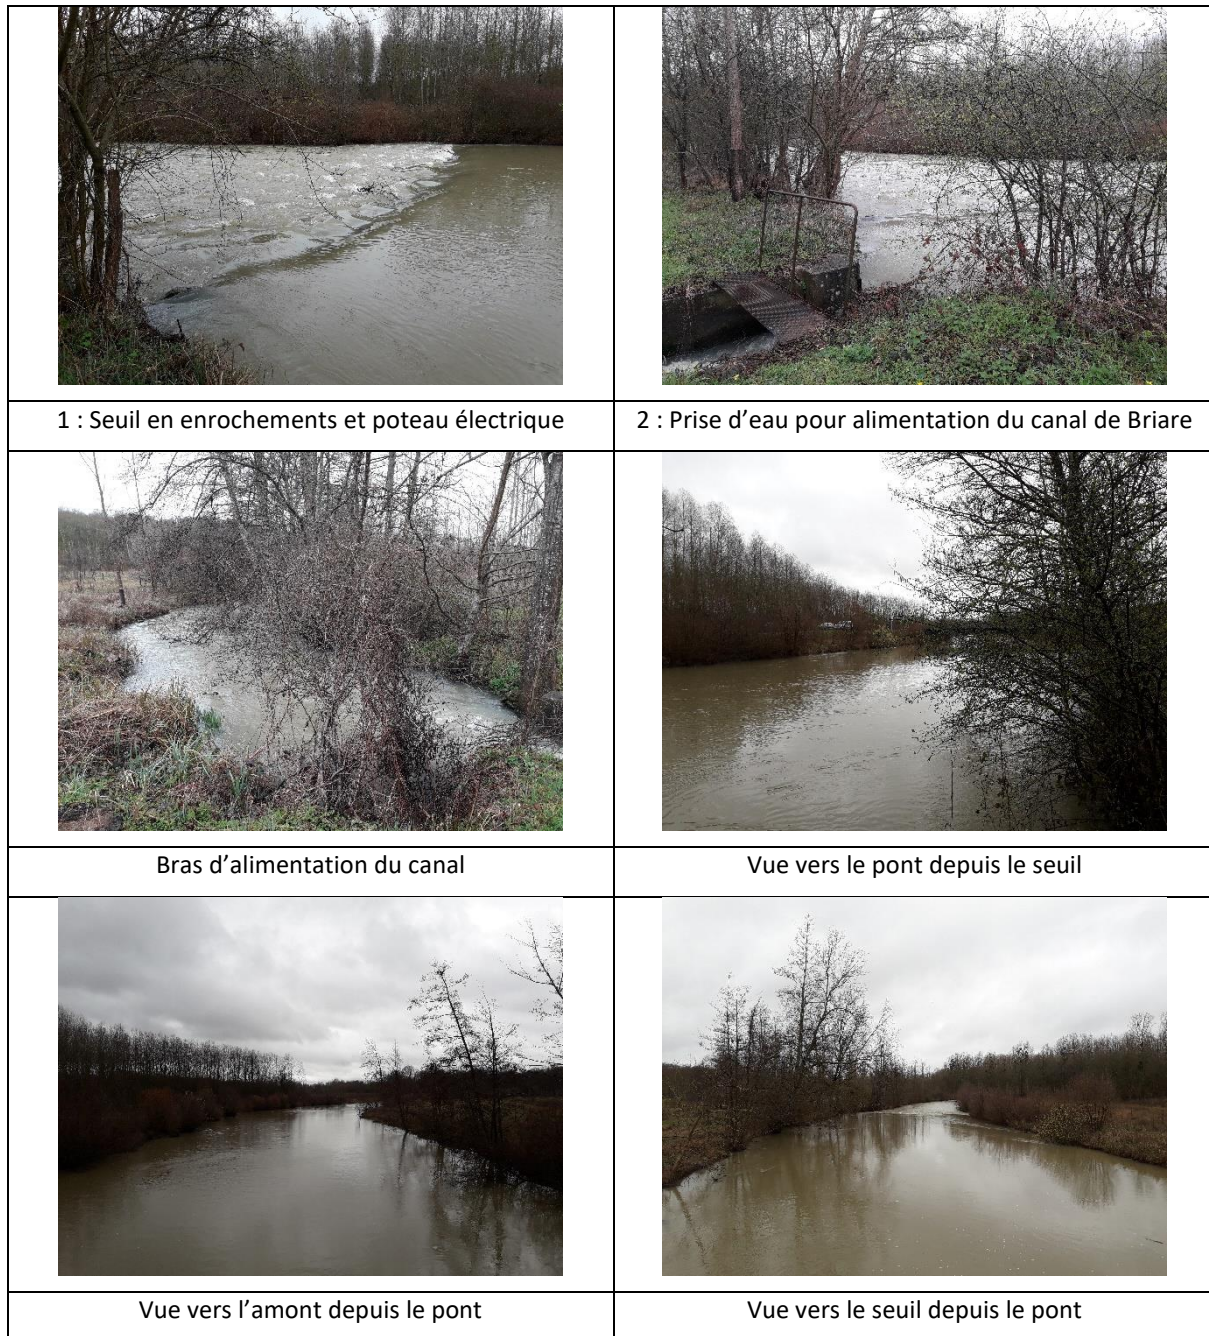 1 : Seuil en enrochements et poteau électrique
2 : Prise d’eau pour alimentation du canal de Briare
Bras d’alimentation du canal
Vue vers le pont depuis le seuil
Vue vers l’amont depuis le pont
Vue vers le seuil depuis le pont